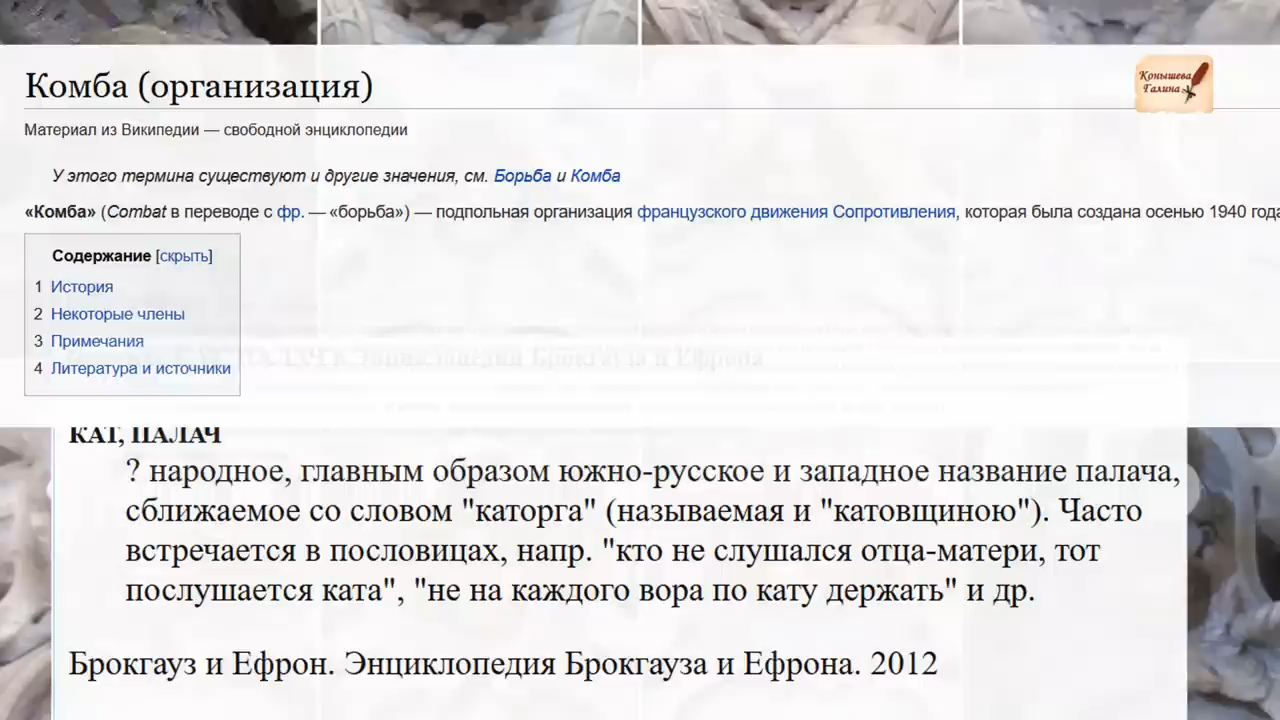 Комба (организация)
Конышева
Галина
Материал из Википедии — свободной энциклопедии
У этого термина существуют и другие значения, см. Борьба и Комба
«Комба» (Combat в переводе с фр. — «борьба») — подпольная организация французского движения Сопротивления, которая была создана осенью 1940 года
Содержание [скрыть]
1 История
2 Некоторые члены
3 Примечания
4 Литература и источники
КАТ, ПАЛАЧ
? народное, главным образом южно-русское и западное название палача,
сближаемое со словом "каторга" (называемая и "катовщиною"). Часто
встречается в пословицах, напр. "кто не слушался отца-матери, тот
послушается ката", "не на каждого вора по кату держать" и др.
Брокгауз и Ефрон. Энциклопедия Брокгауза и Ефрона. 2012